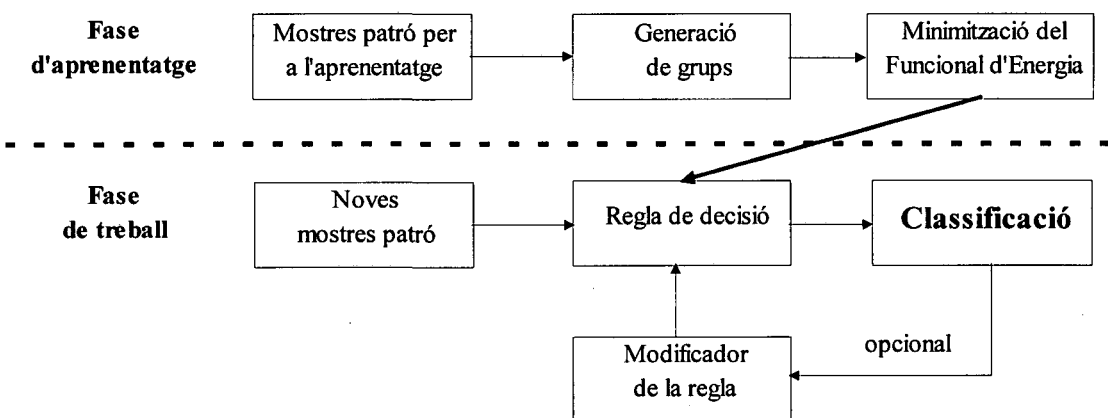 Fase
d'aprenentatge
Mostres patró per
a l'aprenentatge
Generació
de grups
Minimització del
Funcional d'Energia
Fase
de treball
Noves
mostres patró
Regla de decisió
Classificació
Modificador
de la regla
opcional